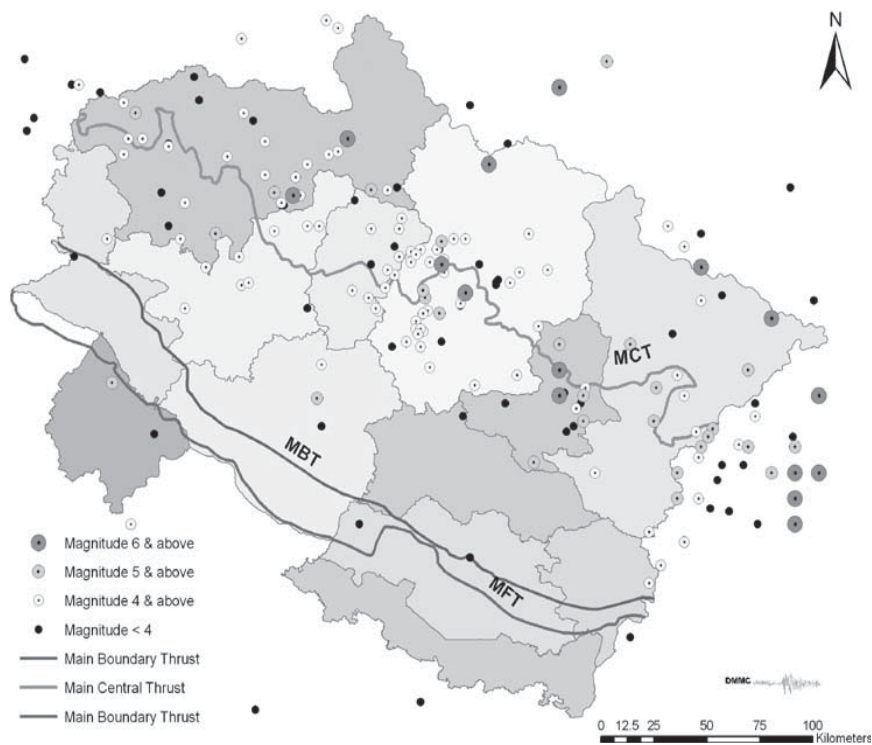 N
MCT
MBT
MFT
Magnitude 6 & above
Magnitude 5 & above
Magnitude 4 & above
Magnitude < 4
Main Boundary Thrust
Main Central Thrust
Main Boundary Thrust
DMMC
0 12.5 25 50 75 100
Kilometers